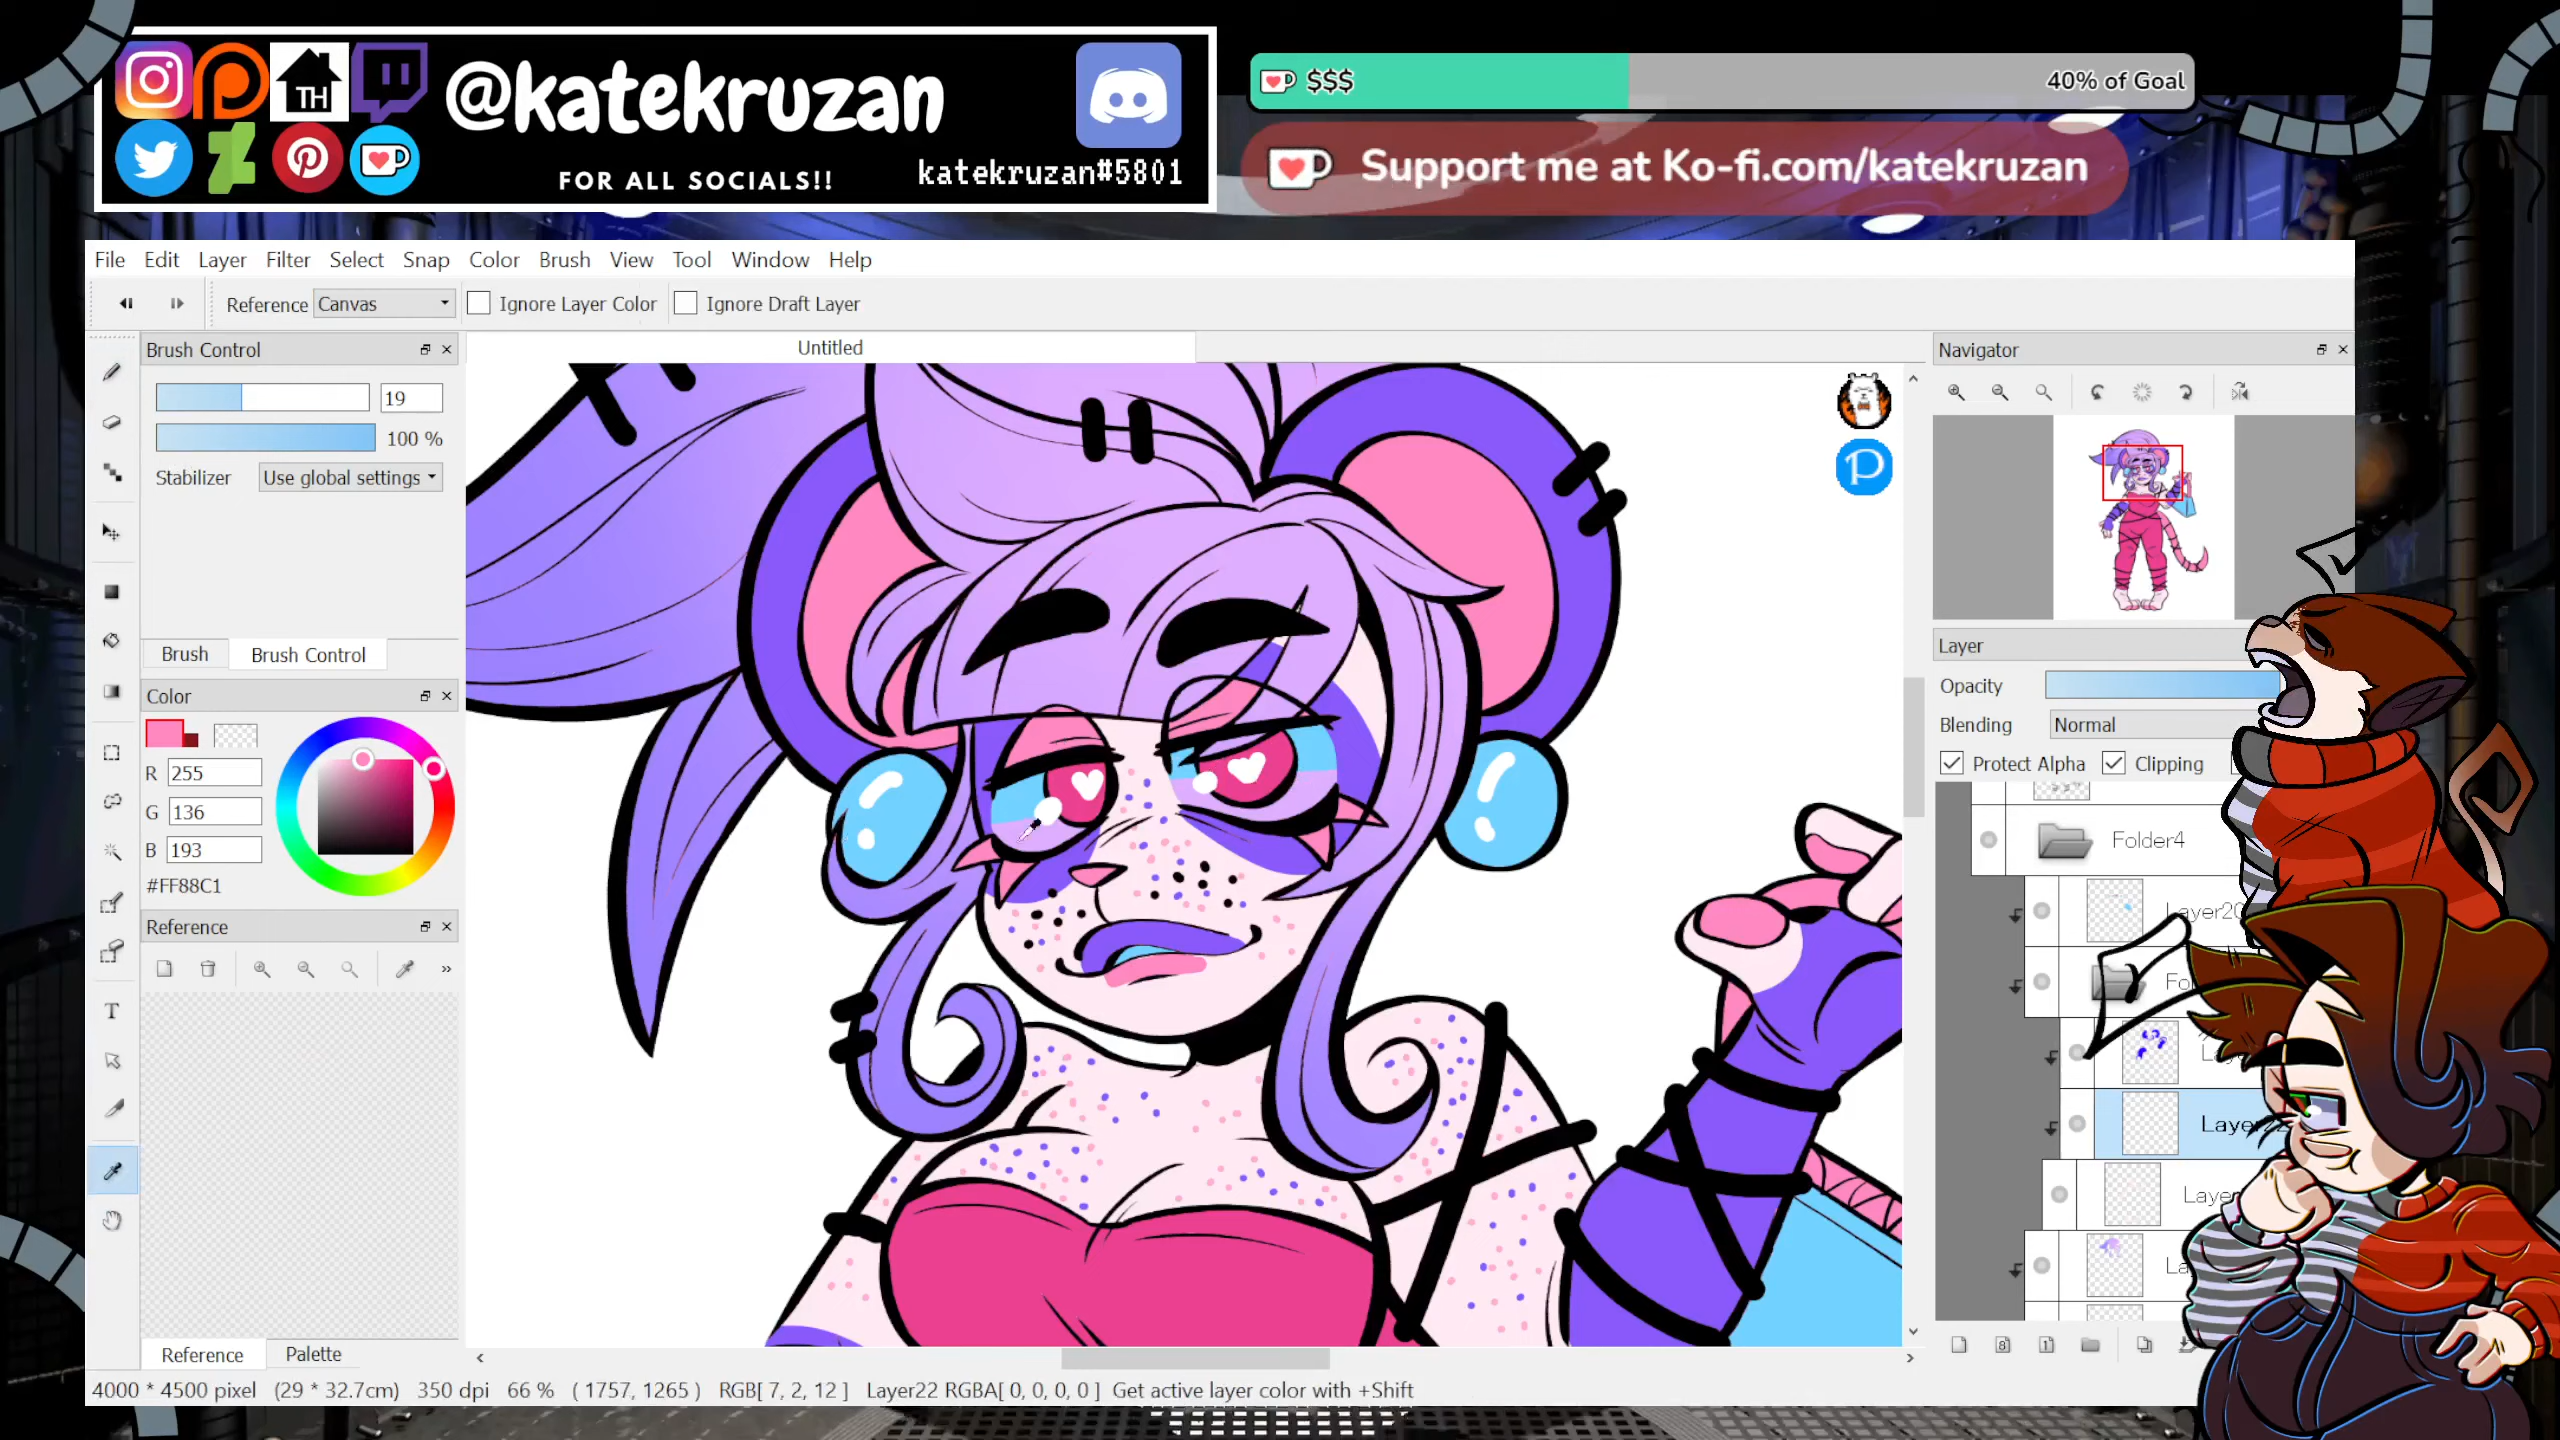 TH
@katekruzan
FOR ALL SOCIALS!!
katekruzan#5801
$$$
40% of Goal
Support me at Ko-fi.com/katekruzan
File Edit Layer Filter Select Snap Color Brush View Tool Window Help
Reference Canvas Ignore Layer Color Ignore Draft Layer
Brush Control
19
100 %
Stabilizer Use global settings
Brush Brush Control
Color
R 255
G 136
B 193
#FF88C1
Reference
Reference Palette
Untitled
P
Navigator
Layer
Opacity
Blending Normal
Protect Alpha Clipping
Folder4
Layer20
T
8
1
4000 * 4500 pixel (29 * 32.7cm) 350 dpi 66 % ( 1757, 1265 ) RGB[ 7, 2, 12 ] Layer22 RGBA[ 0, 0, 0, 0 ] Get active layer color with +Shift